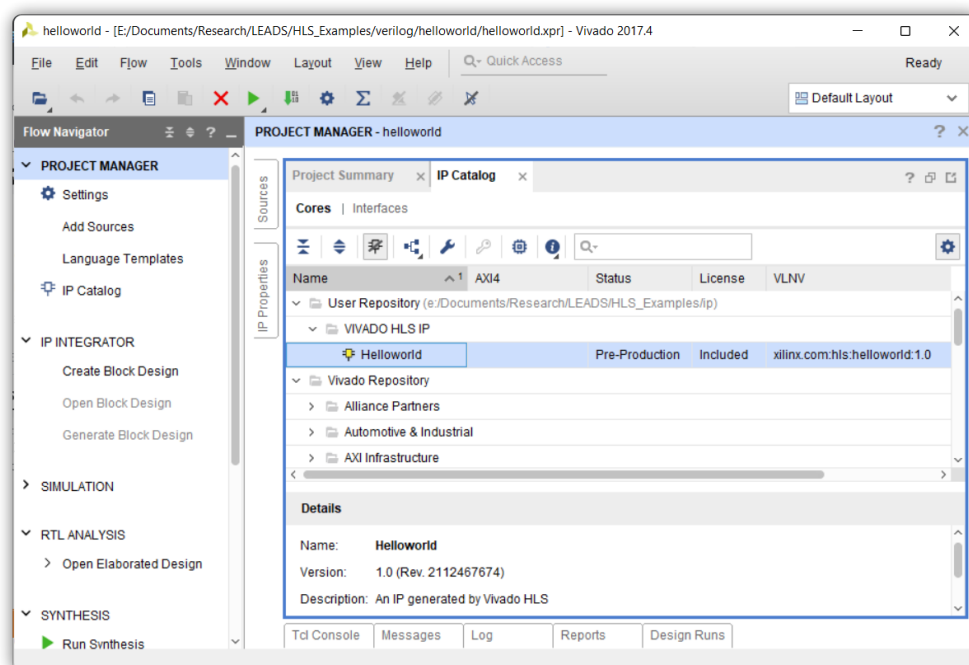 helloworld - [E:/Documents/Research/LEADS/HLS_Examples/verilog/helloworld/helloworld.xpr] - Vivado 2017.4
File Edit Flow Tools Window Layout View Help Quick Access Ready
Default Layout
Flow Navigator
PROJECT MANAGER
Settings
Add Sources
Language Templates
IP Catalog
IP INTEGRATOR
Create Block Design
Open Block Design
Generate Block Design
SIMULATION
RTL ANALYSIS
Open Elaborated Design
SYNTHESIS
Run Synthesis
PROJECT MANAGER - helloworld
Sources
IP Properties
Project Summary IP Catalog
Cores | Interfaces
Name 1 AXI4 Status License VLNV
User Repository (e:/Documents/Research/LEADS/HLS_Examples/ip)
VIVADO HLS IP
Helloworld Pre-Production Included xilinx.com:hls:helloworld:1.0
Vivado Repository
Alliance Partners
Automotive & Industrial
AXI Infrastructure
Details
Name: Helloworld
Version: 1.0 (Rev. 2112467674)
Description: An IP generated by Vivado HLS
Tcl Console Messages Log Reports Design Runs